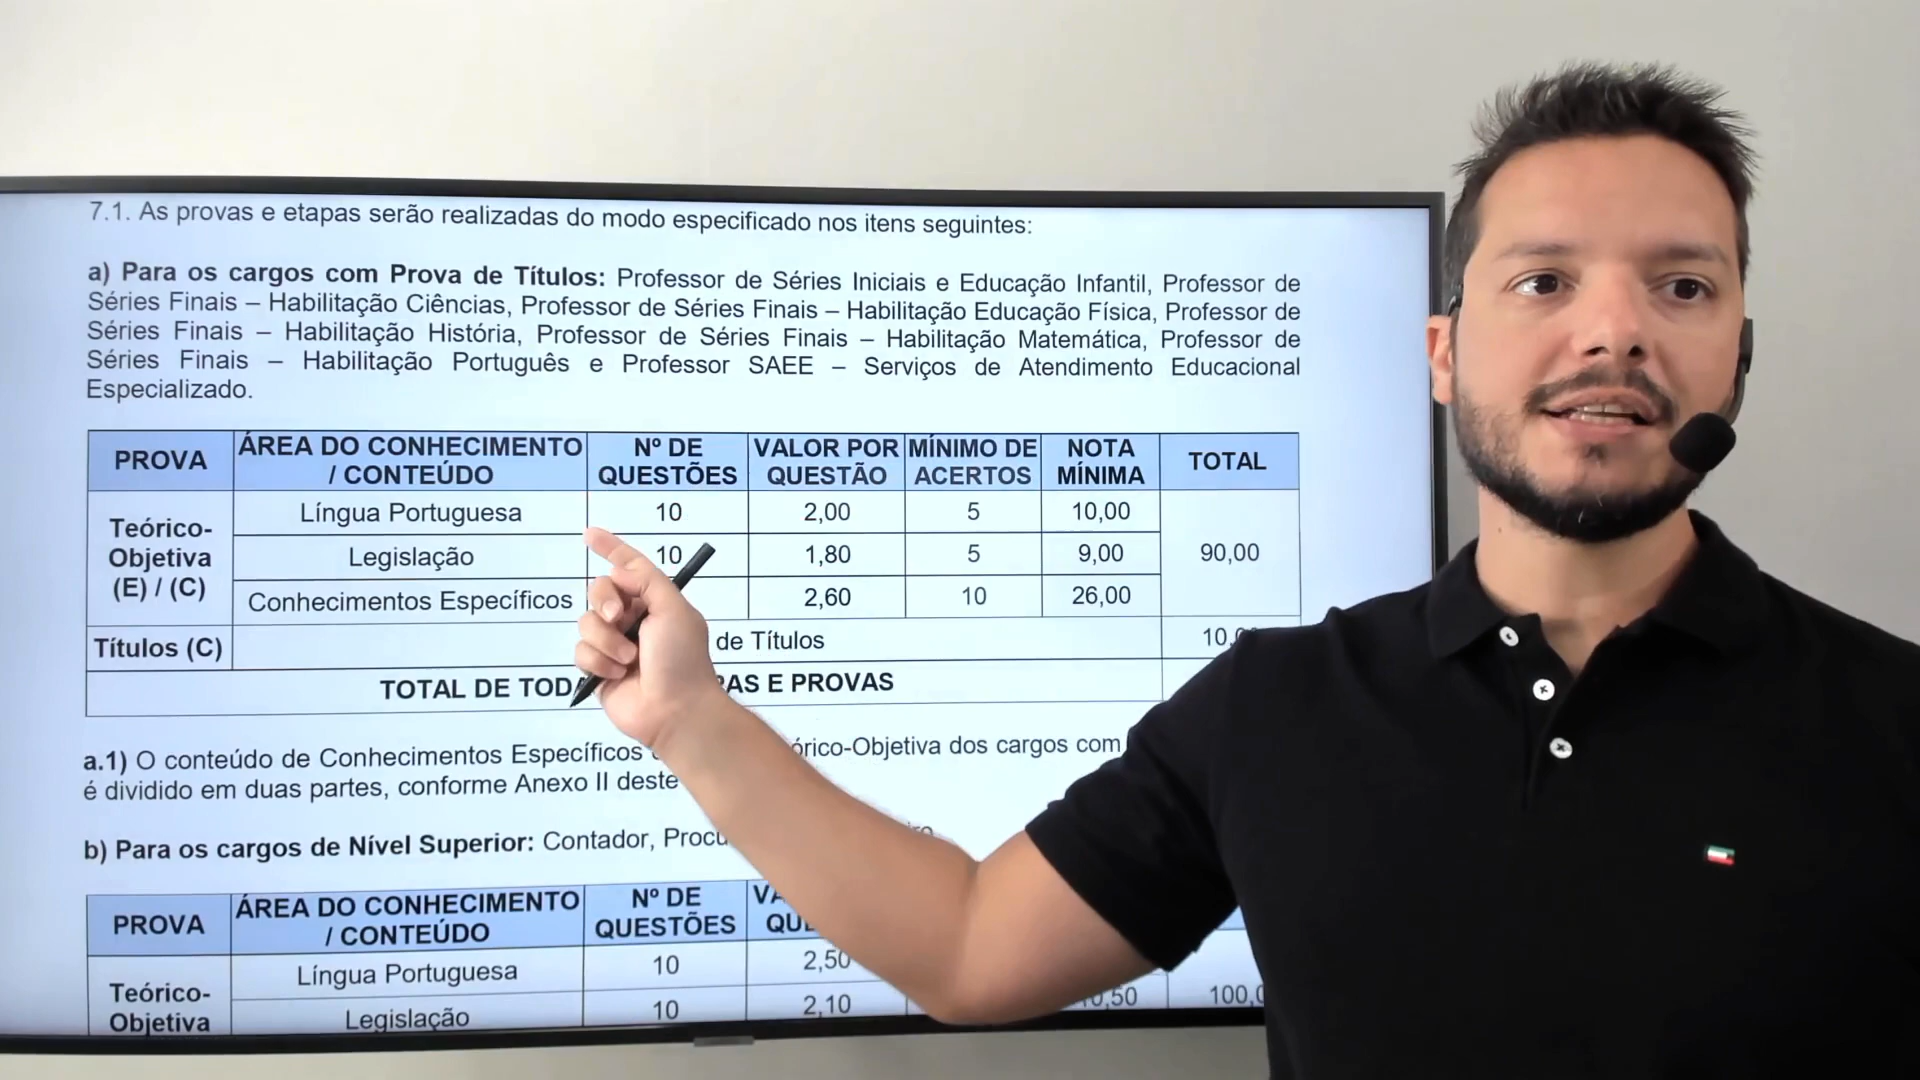 7.1. As provas e etapas serão realizadas do modo especificado nos itens seguintes:
a) Para os cargos com Prova de Títulos: Professor de Séries Iniciais e Educação Infantil, Professor de
Séries Finais – Habilitação Ciências, Professor de Séries Finais – Habilitação Educação Física, Professor de
Séries Finais – Habilitação História, Professor de Séries Finais – Habilitação Matemática, Professor de
Séries Finais – Habilitação Português e Professor SAEE – Serviços de Atendimento Educacional
Especializado.
PROVA ÁREA DO CONHECIMENTO / CONTEÚDO Nº DE QUESTÕES VALOR POR QUESTÃO MÍNIMO DE ACERTOS NOTA MÍNIMA TOTAL
Teórico-Objetiva (E) / (C) Língua Portuguesa 10 2,00 5 10,00 90,00
Legislação 10 1,80 5 9,00
Conhecimentos Específicos 2,60 10 26,00
Títulos (C) de Títulos
TOTAL DE E PROVAS
a.1) O conteúdo de Conhecimentos Específicos dos cargos com
é dividido em duas partes, conforme Anexo II deste
b) Para os cargos de Nível Superior: Contador,
PROVA ÁREA DO CONHECIMENTO / CONTEÚDO Nº DE QUESTÕES
Teórico-Objetiva Língua Portuguesa 10 2,50
Legislação 10 2,10